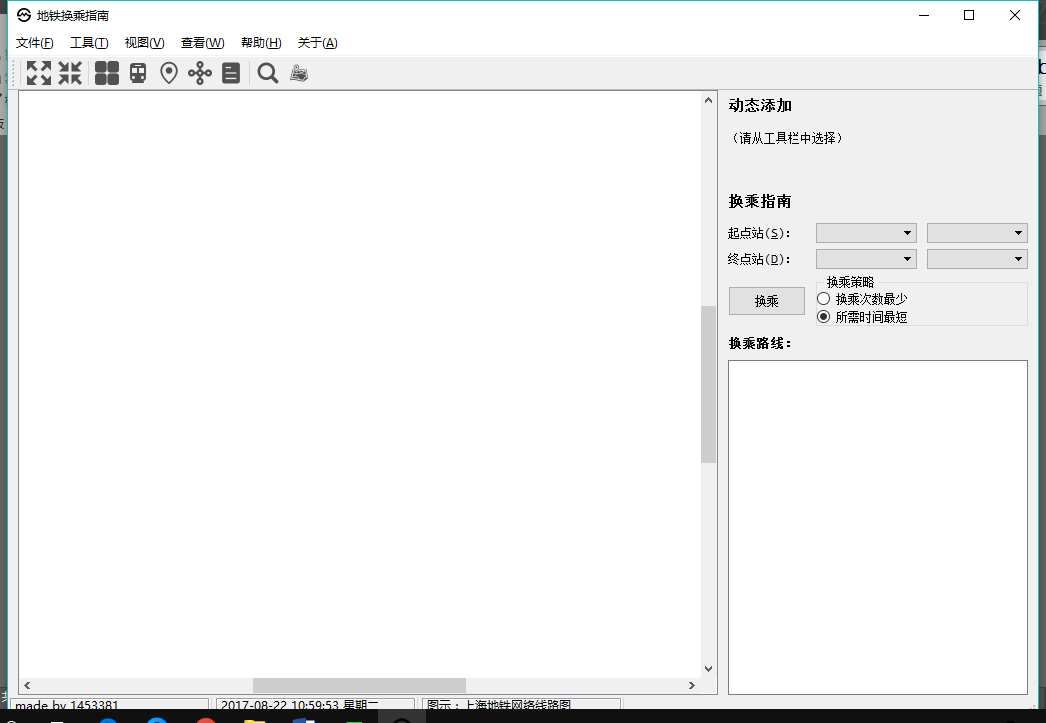 地铁换乘指南
文件(F) 工具(T) 视图(V) 查看(W) 帮助(H) 关于(A)
动态添加
（请从工具栏中选择）
换乘指南
起点站(S)：
终点站(D)：
换乘策略
换乘
换乘次数最少
所需时间最短
换乘路线：
made by 1453381 2017-08-22 10:59:53 星期二 图示：上海地铁网络线路图